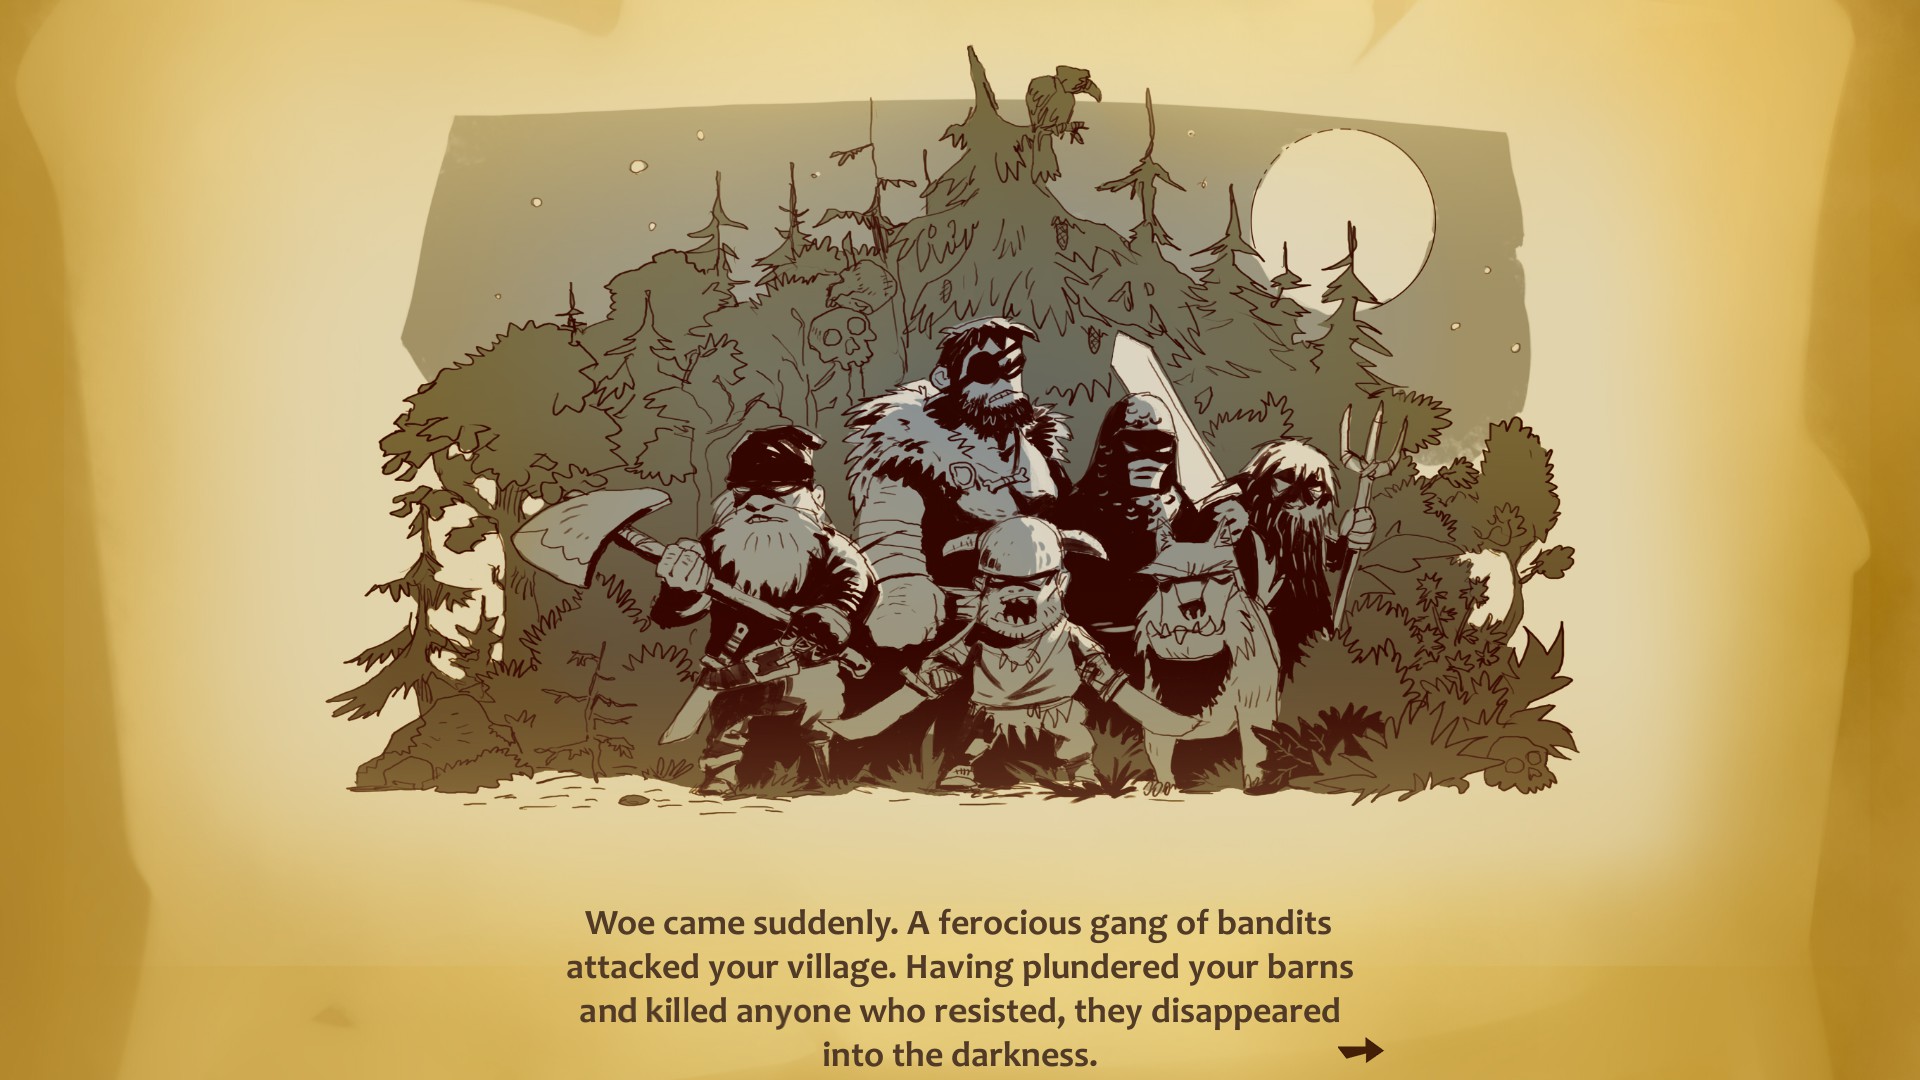 Woe came suddenly. A ferocious gang of bandits
attacked your village. Having plundered your barns
and killed anyone who resisted, they disappeared
into the darkness.